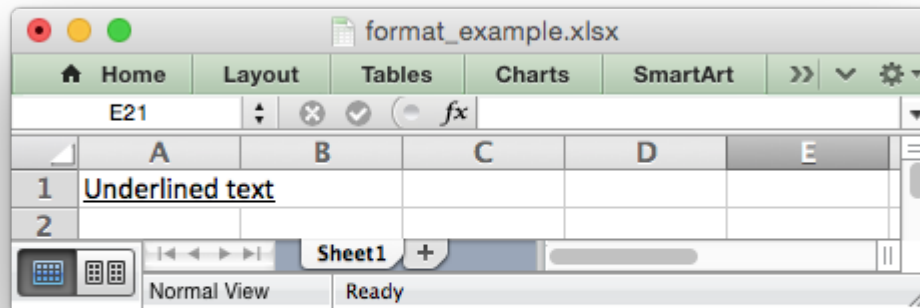 format_example.xlsx
Home Layout Tables Charts SmartArt
E21 fx
A B C D E
1 Underlined text
2
Sheet1 +
Normal View Ready